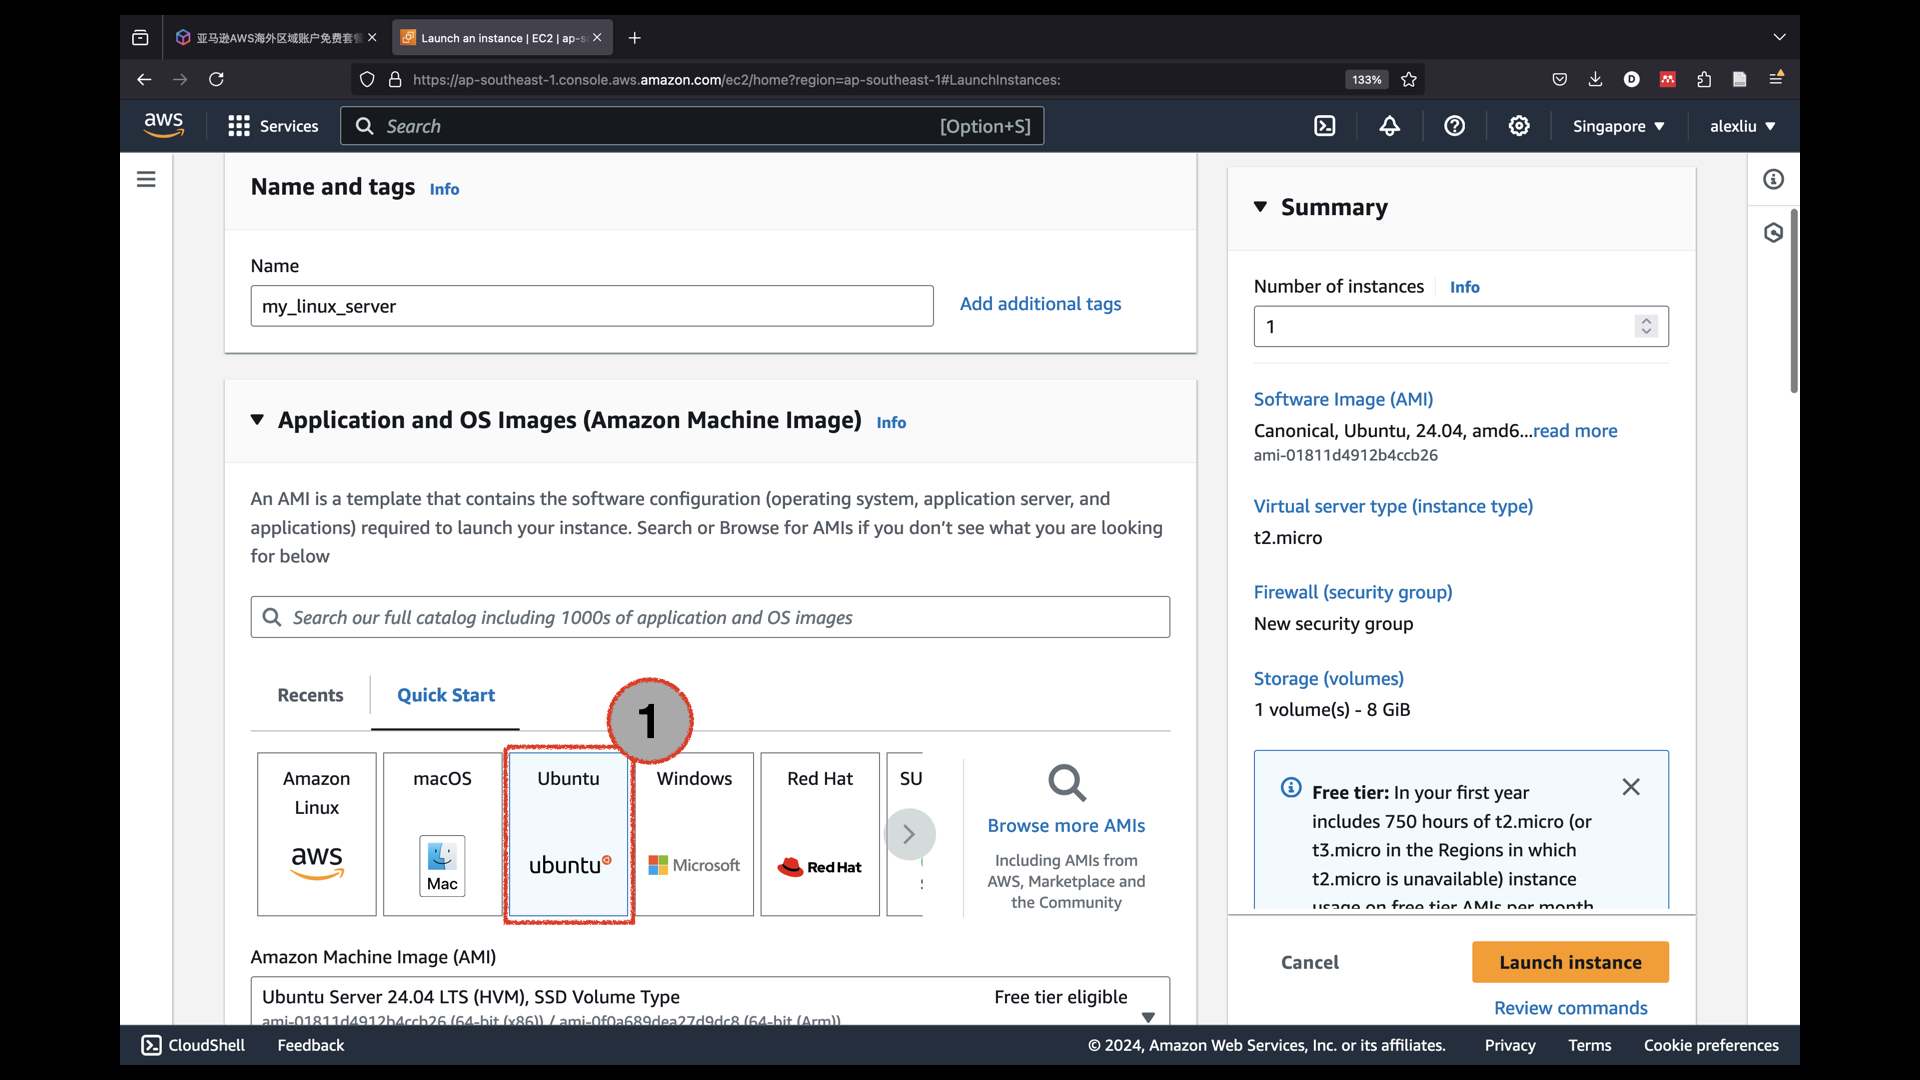 亚马逊AWS海外区域账户免费套餐
Launch an instance | EC2 | ap-s
https://ap-southeast-1.console.aws.amazon.com/ec2/home?region=ap-southeast-1#LaunchInstances:
133%
D
aws
Services
Search
[Option+S]
Singapore
alexliu
Name and tags
Info
Name
my_linux_server
Add additional tags
Application and OS Images (Amazon Machine Image)
Info
An AMI is a template that contains the software configuration (operating system, application server, and
applications) required to launch your instance. Search or Browse for AMIs if you don’t see what you are looking
for below
Search our full catalog including 1000s of application and OS images
Recents
Quick Start
1
Amazon
Linux
aws
macOS
Mac
Ubuntu
ubuntu
Windows
Microsoft
Red Hat
Red Hat
SU
Browse more AMIs
Including AMIs from
AWS, Marketplace and
the Community
Amazon Machine Image (AMI)
Ubuntu Server 24.04 LTS (HVM), SSD Volume Type
Free tier eligible
ami-01811d4912b4ccb26 (64-bit (x86)) / ami-0f0a689dea27d9dc8 (64-bit (Arm))
Summary
Number of instances
Info
1
Software Image (AMI)
Canonical, Ubuntu, 24.04, amd6...read more
ami-01811d4912b4ccb26
Virtual server type (instance type)
t2.micro
Firewall (security group)
New security group
Storage (volumes)
1 volume(s) - 8 GiB
Free tier: In your first year
includes 750 hours of t2.micro (or
t3.micro in the Regions in which
t2.micro is unavailable) instance
usage on free tier AMIs per month,
Cancel
Launch instance
Review commands
CloudShell
Feedback
© 2024, Amazon Web Services, Inc. or its affiliates.
Privacy
Terms
Cookie preferences